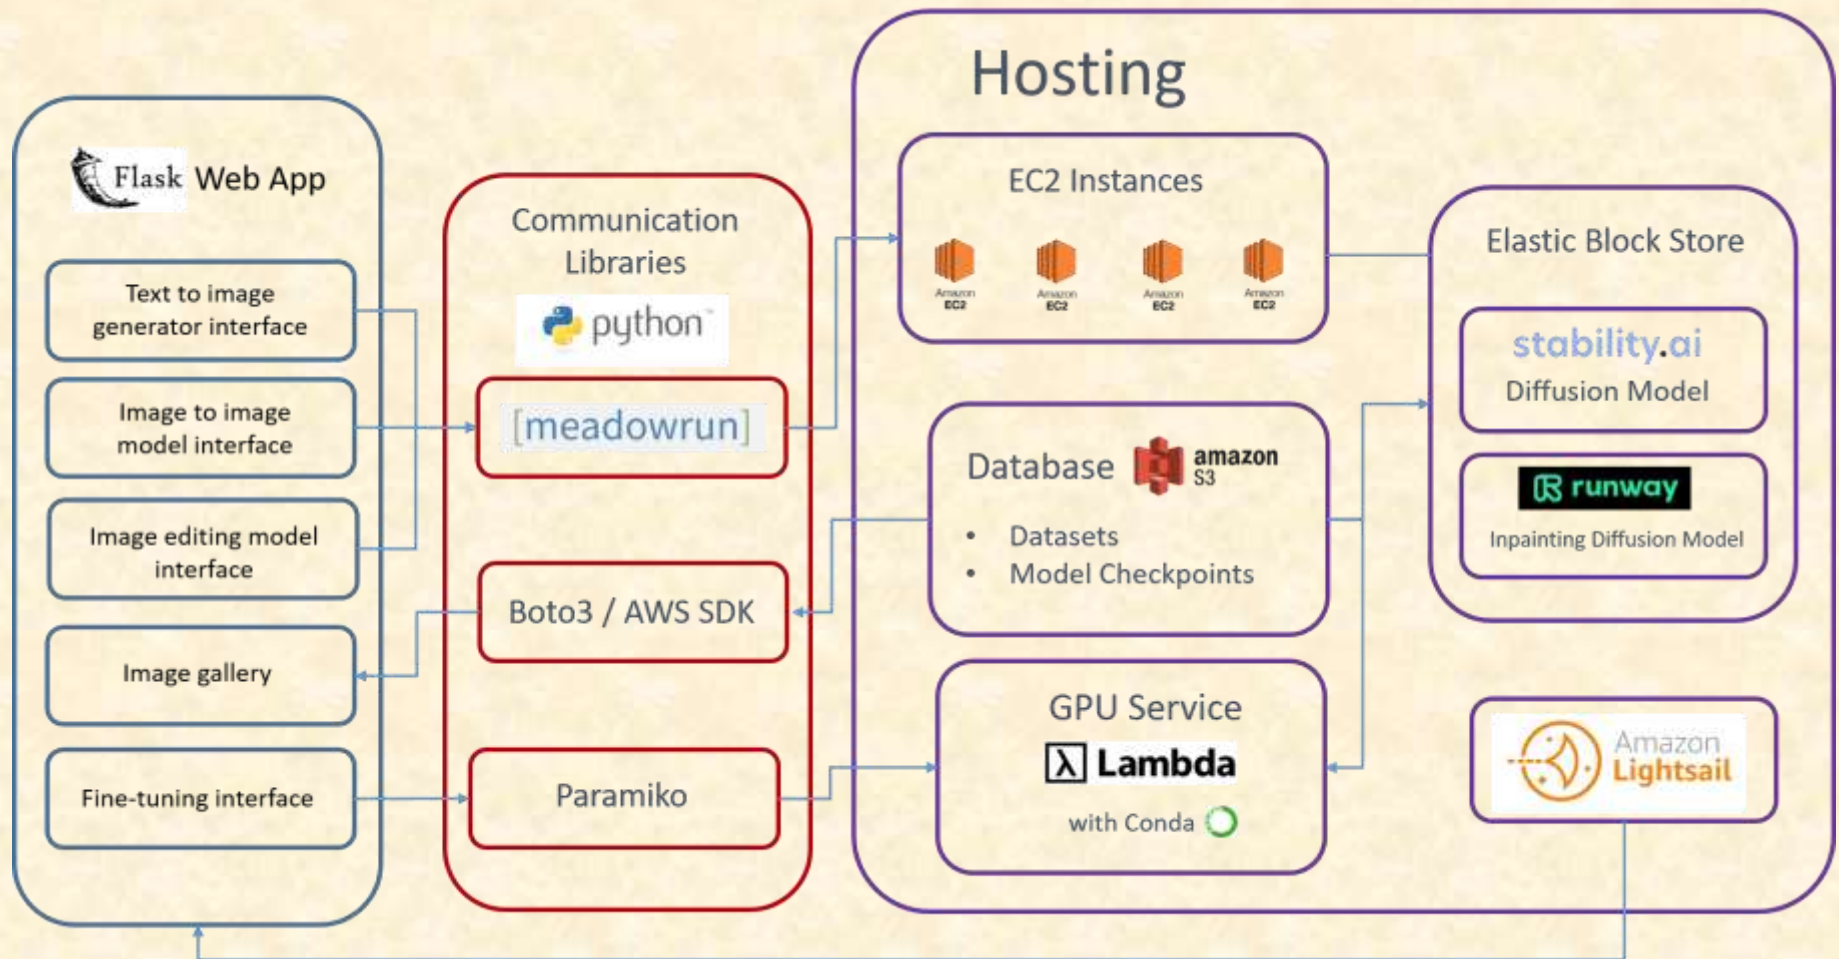 Hosting
Flask Web App
Text to image
generator interface
Image to image
model interface
Image editing model
interface
Image gallery
Fine-tuning interface
Communication
Libraries
python™
[meadowrun]
Boto3 / AWS SDK
Paramiko
EC2 Instances
Amazon
EC2
Amazon
EC2
Amazon
EC2
Amazon
EC2
Database amazon
S3
• Datasets
• Model Checkpoints
GPU Service
λ Lambda
with Conda
Elastic Block Store
stability.ai
Diffusion Model
runway
Inpainting Diffusion Model
Amazon
Lightsail